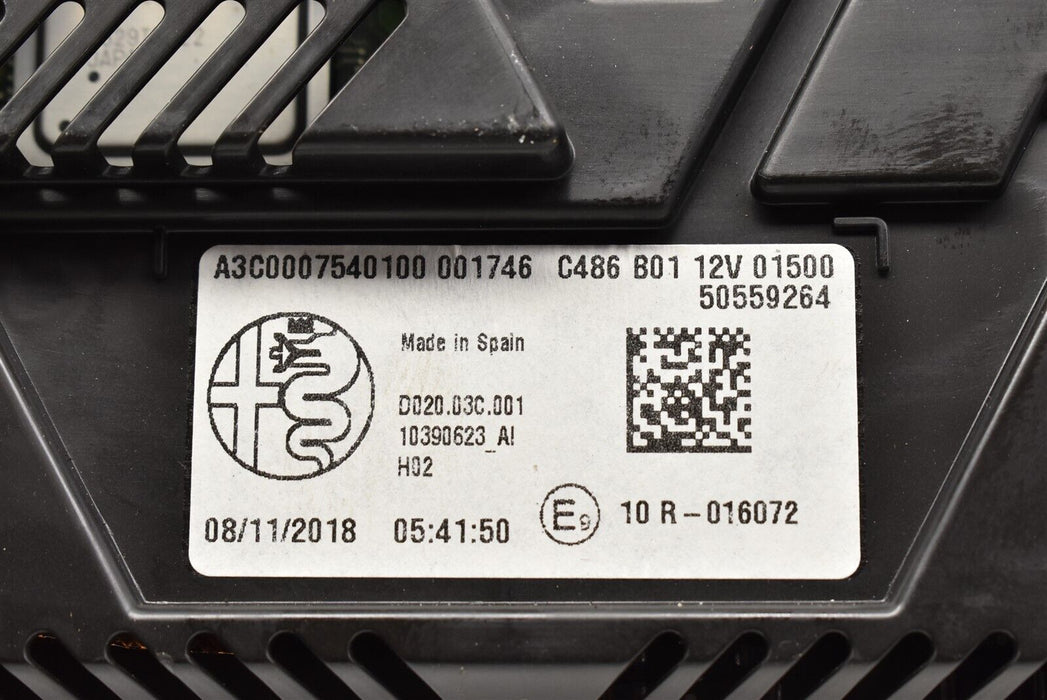 A3C0007540100 001746 C486 B01 12V 01500
50559264
Made in Spain
D020.03C.001
10390623_AI
H02
08/11/2018 05:41:50 E9 10 R-016072